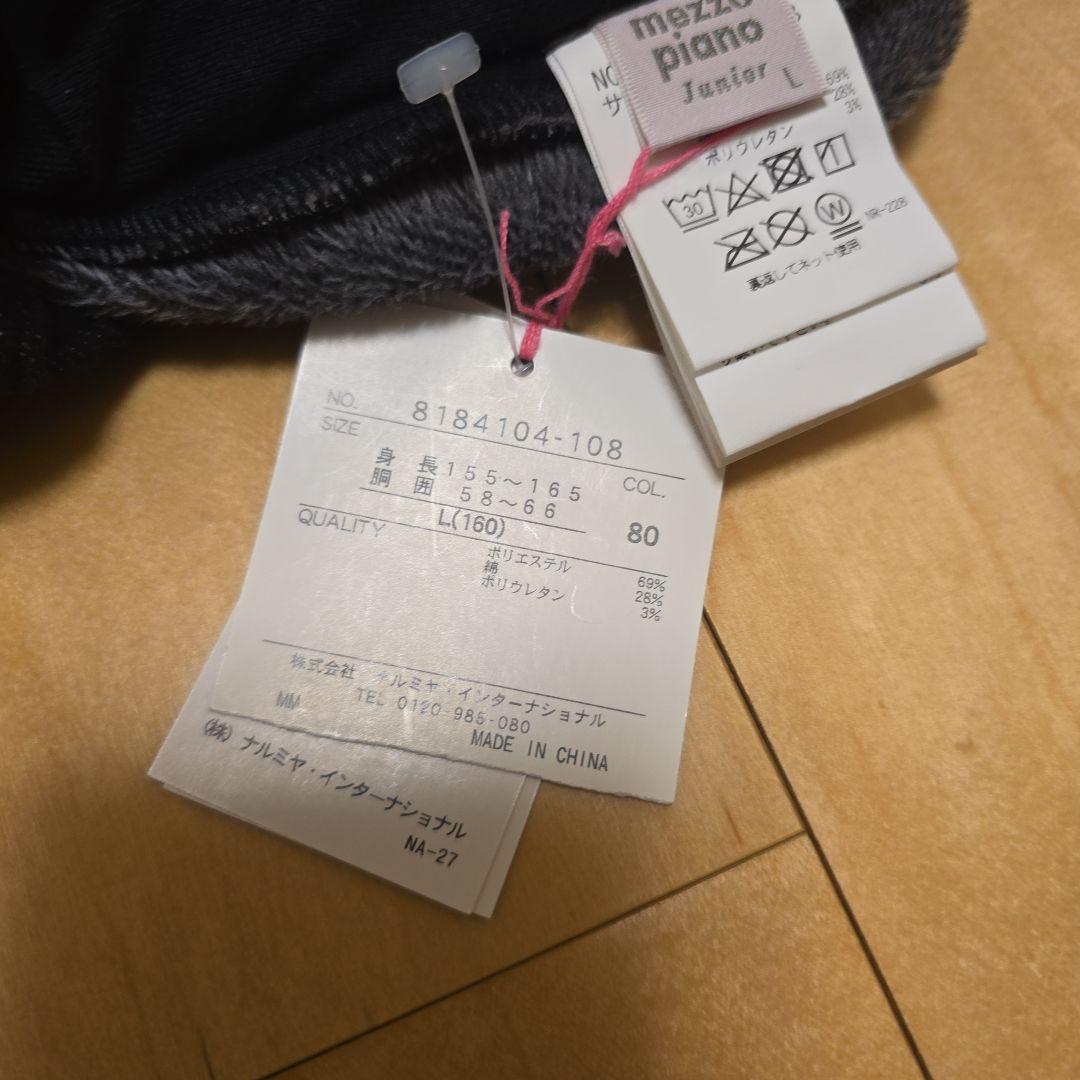 mezzo
piano
Junior L
NO
サ
69%
28%
3%
ポリウレタン
30
W
NR-228
裏返してネット使用
NO. 8184104-108
SIZE
身長155～165
胴囲 58～66
L(160)
COL.
80
QUALITY
ポリエステル 69%
綿 28%
ポリウレタン 3%
株式会社 ナルミヤ・インターナショナル
MM TEL 0120 985-080
MADE IN CHINA
(株) ナルミヤ・インターナショナル
NA-27